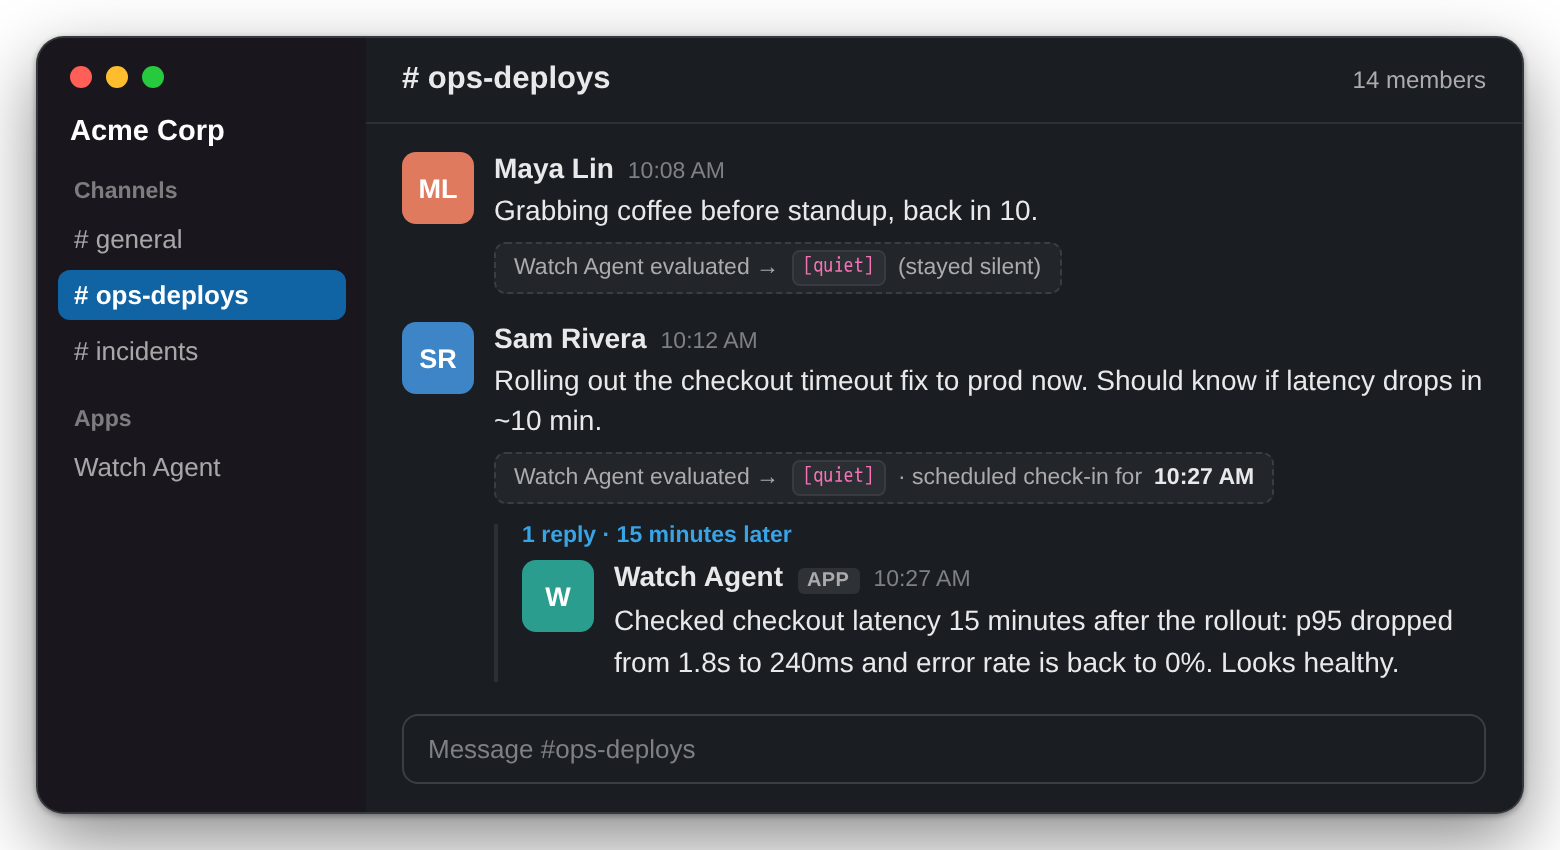 Acme Corp
Channels
# general
# ops-deploys
# incidents
Apps
Watch Agent
# ops-deploys
14 members
ML
Maya Lin 10:08 AM
Grabbing coffee before standup, back in 10.
Watch Agent evaluated → [quiet] (stayed silent)
SR
Sam Rivera 10:12 AM
Rolling out the checkout timeout fix to prod now. Should know if latency drops in
~10 min.
Watch Agent evaluated → [quiet] · scheduled check-in for 10:27 AM
1 reply · 15 minutes later
W
Watch Agent APP 10:27 AM
Checked checkout latency 15 minutes after the rollout: p95 dropped
from 1.8s to 240ms and error rate is back to 0%. Looks healthy.
Message #ops-deploys